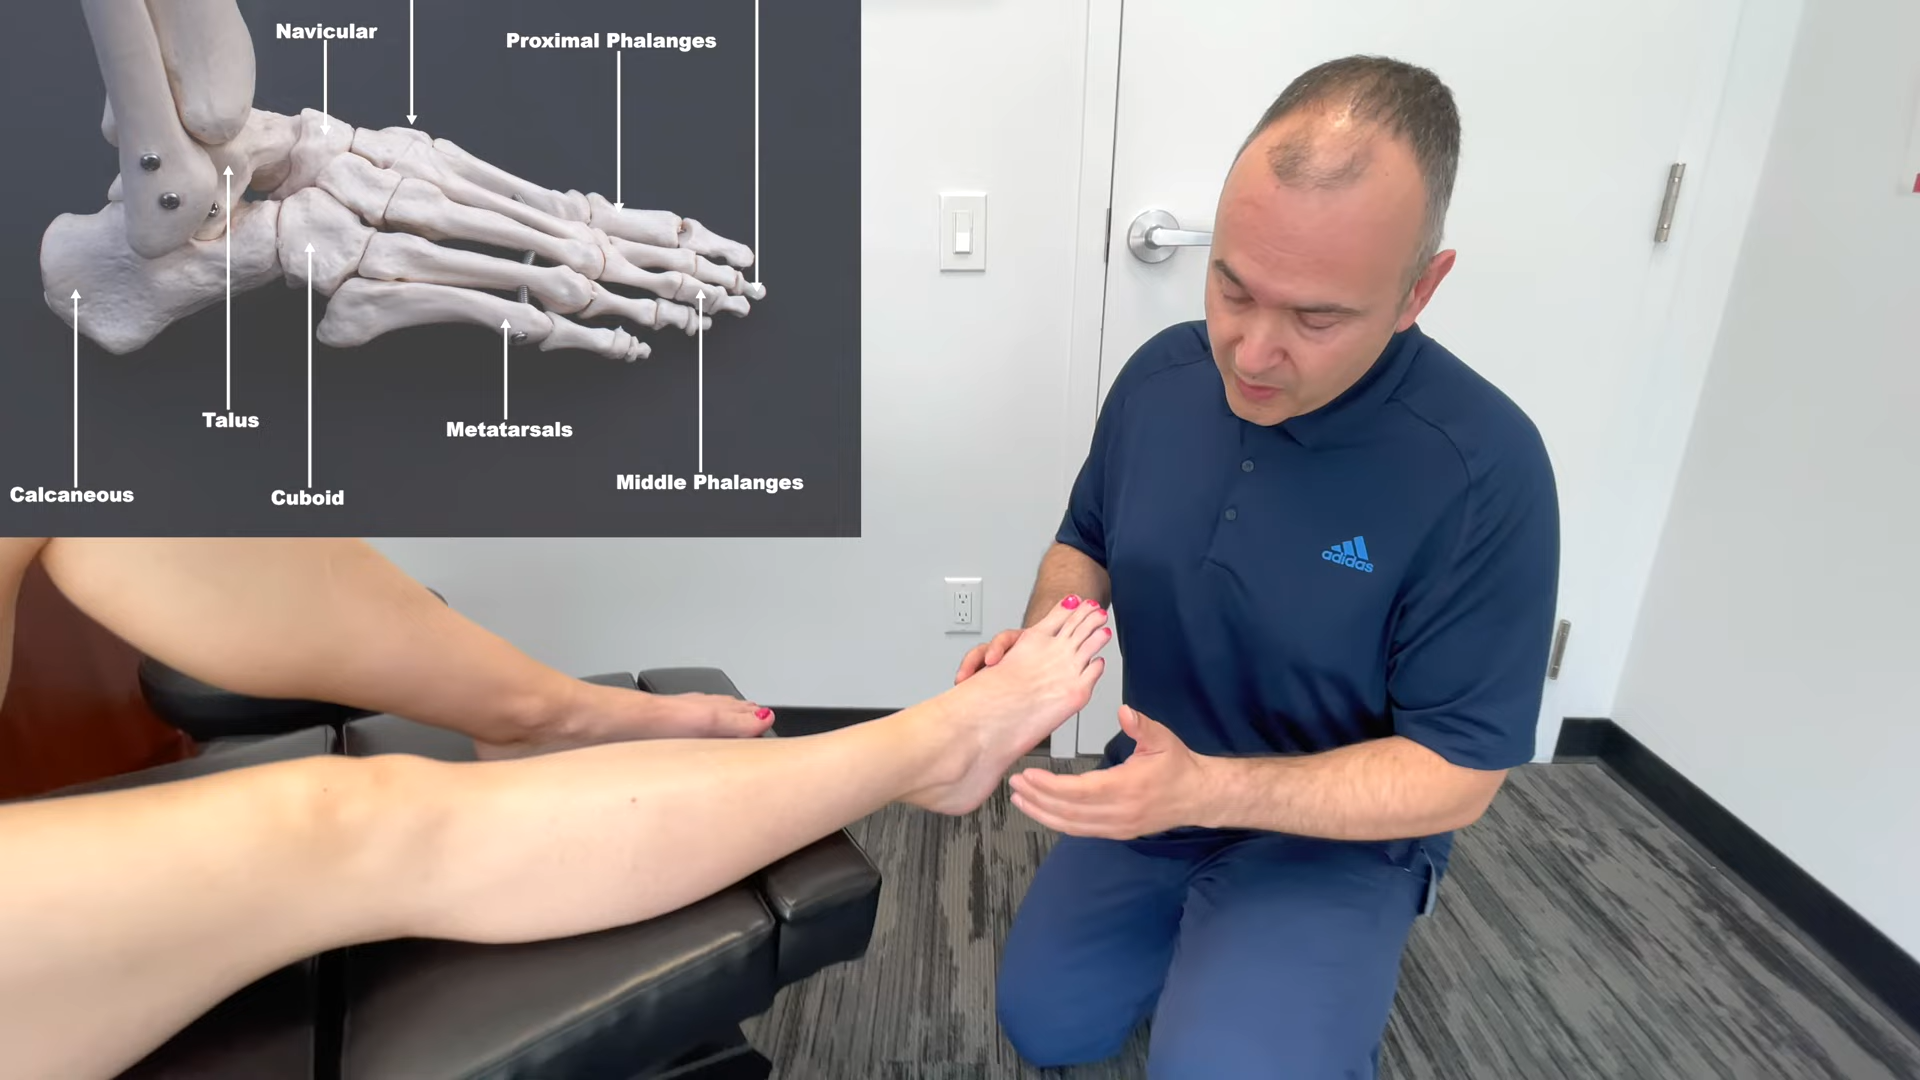 Navicular
Proximal Phalanges
Talus
Metatarsals
Middle Phalanges
Calcaneous
Cuboid
adidas